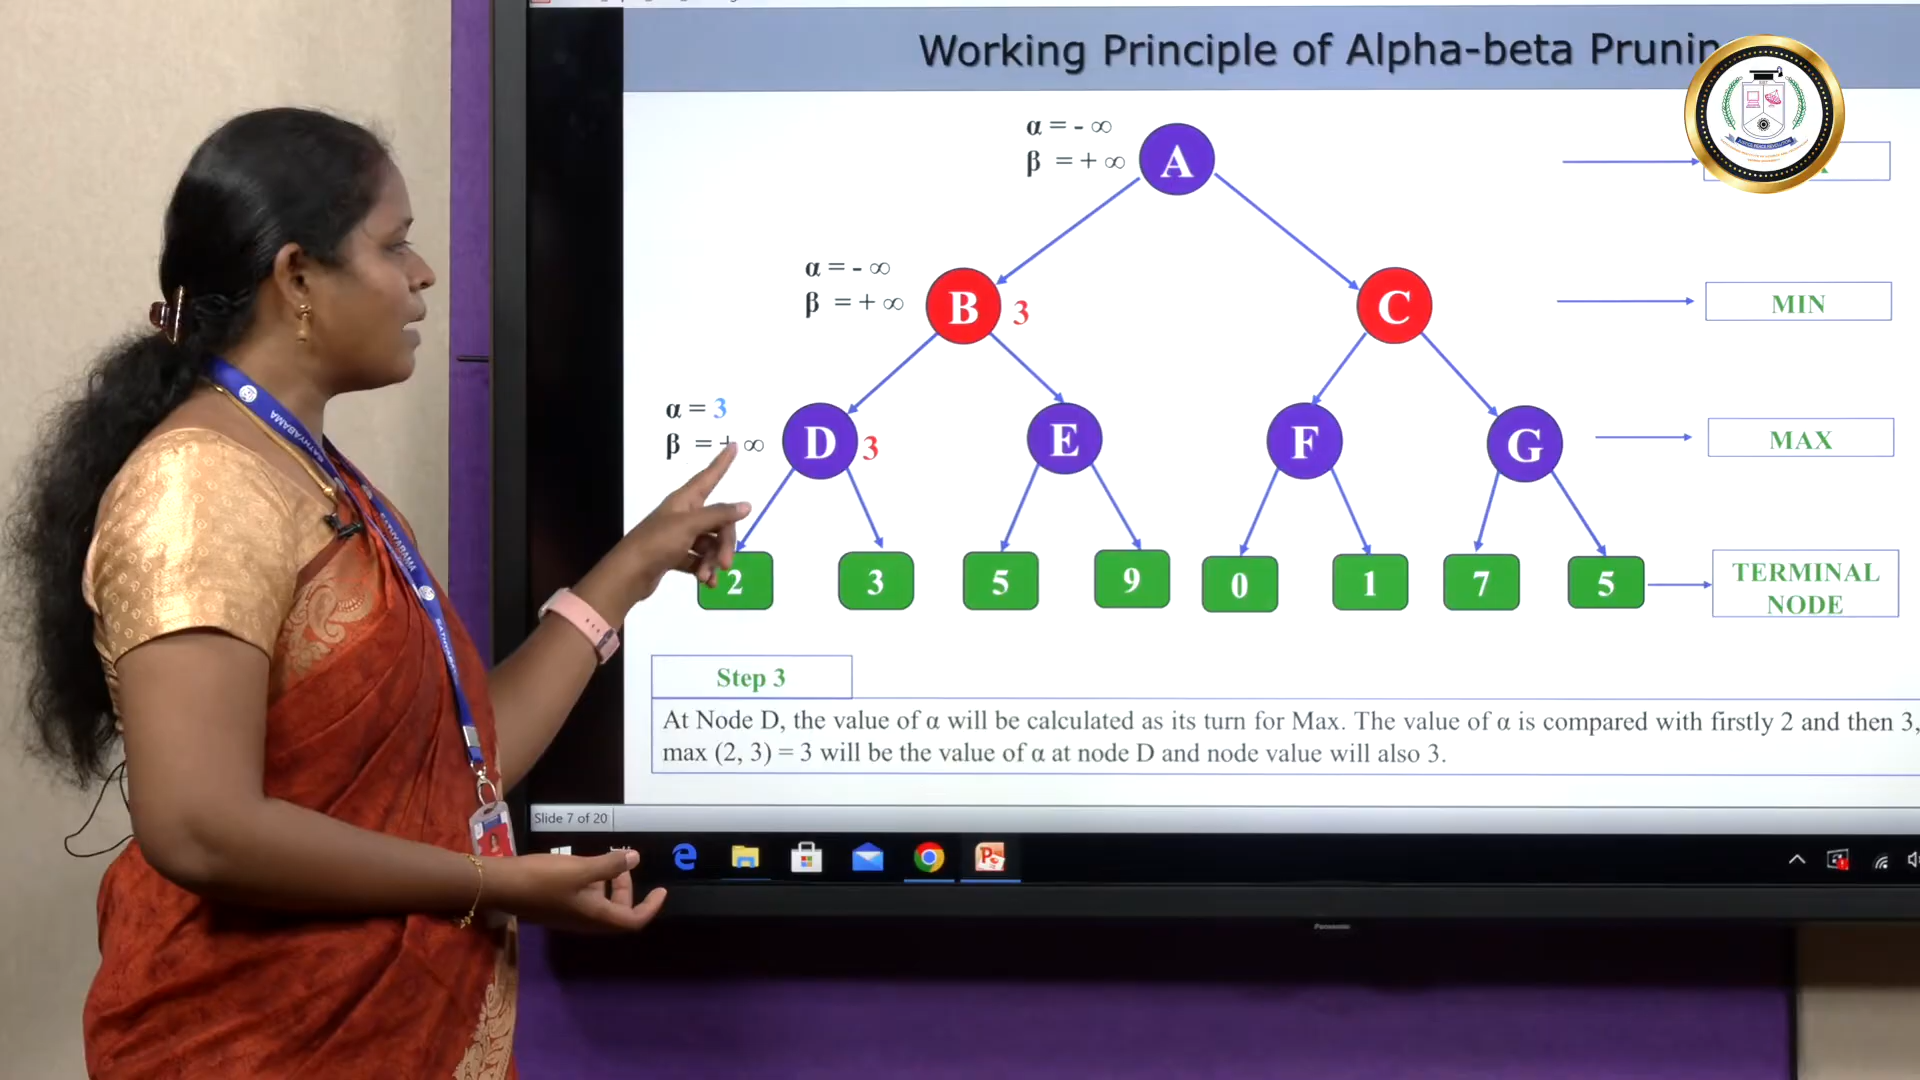 Working Principle of Alpha-beta
α = - ∞
β = + ∞
A
α = - ∞
β = + ∞
B
3
C
MIN
α = 3
β = + ∞
D
3
E
F
G
MAX
2
3
5
9
0
1
7
5
TERMINAL
NODE
Step 3
At Node D, the value of α will be calculated as its turn for Max. The value of α is compared with firstly 2 and then 3,
max (2, 3) = 3 will be the value of α at node D and node value will also 3.
Slide 7 of 20
Panasonic
SATHYABAMA
SATHYABAMA